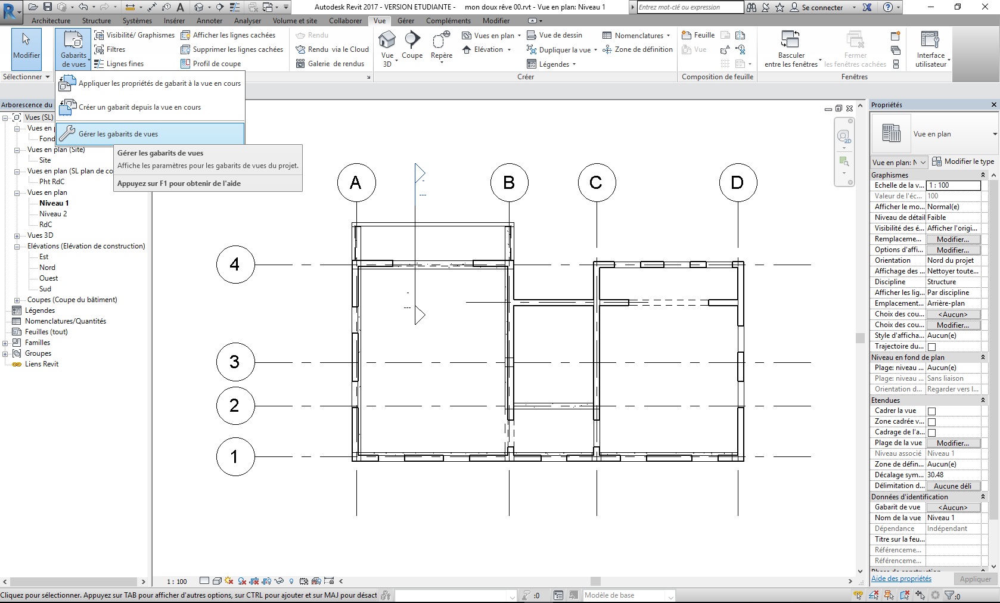 Autodesk Revit 2017 - VERSION ETUDIANTE - mon doux rêve 00.rvt - Vue en plan: Niveau 1
Entrez mot-clé ou expression
Se connecter
Architecture Structure Systèmes Insérer Annoter Analyser Volume et site Collaborer Vue Gérer Compléments Modifier
Modifier
Gabarits
de vues
Visibilité/ Graphismes
Filtres
Lignes fines
Afficher les lignes cachées
Supprimer les lignes cachées
Profil de coupe
Rendu
Rendu via le Cloud
Galerie de rendus
Vue
3D
Coupe
Repère
Vues en plan
Elévation
Vue de dessin
Dupliquer la vue
Légendes
Nomenclatures
Zone de définition
Feuille
Vue
Basculer
entre les fenêtres
Fermer
les fenêtres cachées
Interface
utilisateur
Sélectionner
Créer
Composition de feuille
Fenêtres
Appliquer les propriétés de gabarit à la vue en cours
Créer un gabarit depuis la vue en cours
Gérer les gabarits de vues
Gérer les gabarits de vues
Affiche les paramètres pour les gabarits de vues du projet.
Appuyez sur F1 pour obtenir de l'aide
Arborescence du
Vues (SL)
Vues en p
Fond
Vues en plan (Site)
Site
Vues en plan (SL plan de co
Pht RdC
Vues en plan
Niveau 1
Niveau 2
RdC
Vues 3D
Elévations (Elévation de construction)
Est
Nord
Ouest
Sud
Coupes (Coupe du bâtiment)
Légendes
Nomenclatures/Quantités
Feuilles (tout)
Familles
Groupes
Liens Revit
2D
A B C D
4
3
2
1
Propriétés
Vue en plan
Vue en plan: N
Modifier le type
Graphismes
Echelle de la v... 1 : 100
Valeur de l'éc... 100
Afficher le mo... Normal(e)
Niveau de détail Faible
Visibilité des é... Afficher l'origi...
Remplaceme... Modifier...
Options d'affi... Modifier...
Orientation Nord du projet
Affichage des ... Nettoyer toute...
Discipline Structure
Afficher les lig... Par discipline
Emplacement... Arrière-plan
Choix des cou... <Aucun>
Choix des cou... Modifier...
Style d'afficha... Aucun(e)
Trajectoire du...
Niveau en fond de plan
Plage: niveau ... Aucun(e)
Plage: niveau ... Sans liaison
Orientation d... Regarder vers l...
Etendues
Cadrer la vue
Zone cadrée v...
Cadrage de l'a...
Plage de la vue Modifier...
Niveau associé Niveau 1
Zone de défin... Aucun(e)
Décalage sym... 30.48
Délimitation d... Aucune déli
Données d'identification
Gabarit de vue <Aucun>
Nom de la vue Niveau 1
Dépendance Indépendant
Titre sur la feu...
Référenceme...
Référenceme...
Aide des propriétés
Appliquer
1 : 100
Cliquez pour sélectionner. Appuyez sur TAB pour afficher d'autres options, sur CTRL pour ajouter et sur MAJ pour désact
:0
Modèle de base
:0